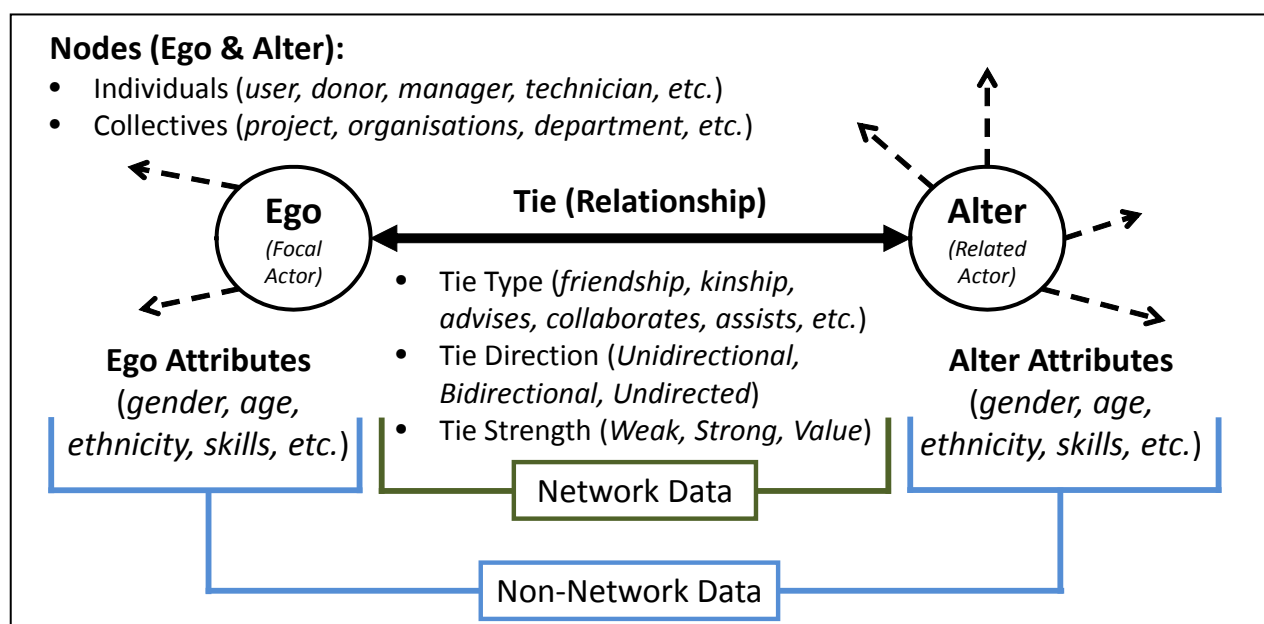 Nodes (Ego & Alter):
• Individuals (user, donor, manager, technician, etc.)
• Collectives (project, organisations, department, etc.)
Ego
(Focal
Actor)
Tie (Relationship)
Alter
(Related
Actor)
• Tie Type (friendship, kinship,
advises, collaborates, assists, etc.)
• Tie Direction (Unidirectional,
Bidirectional, Undirected)
• Tie Strength (Weak, Strong, Value)
Ego Attributes
(gender, age,
ethnicity, skills, etc.)
Alter Attributes
(gender, age,
ethnicity, skills, etc.)
Network Data
Non-Network Data